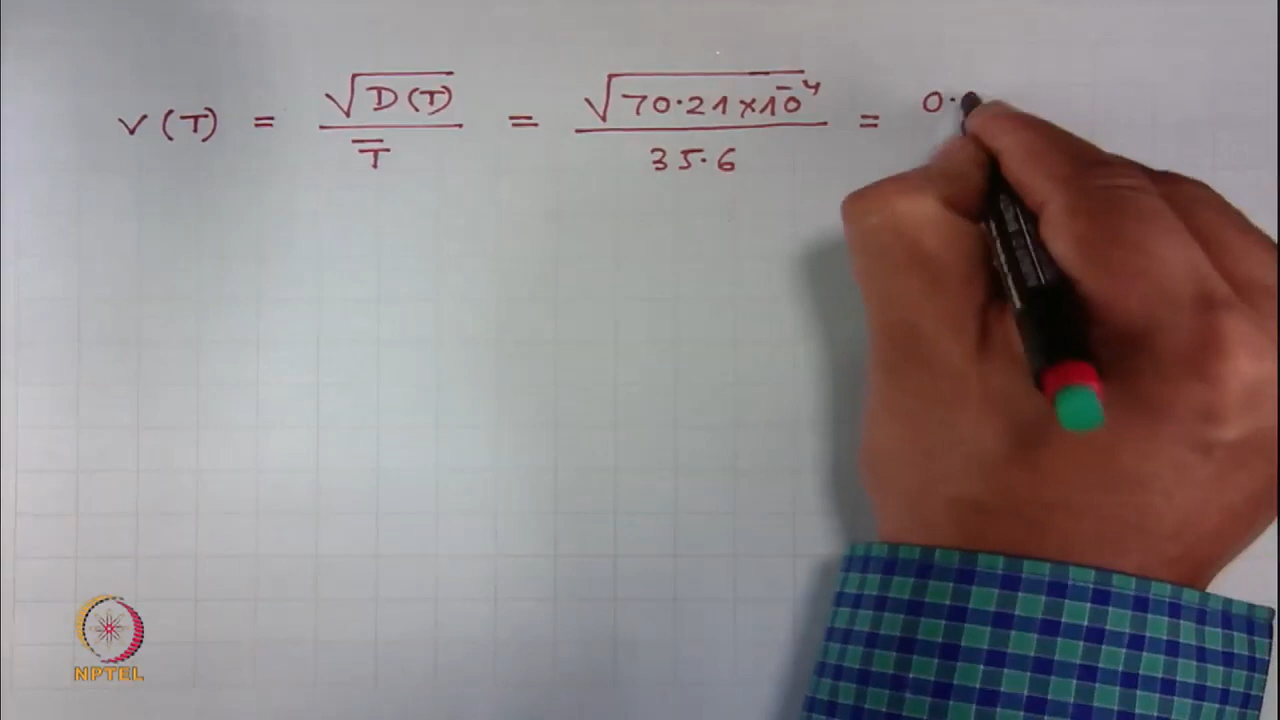 V(T) = √D(T) / T̅ = √70.21×10⁻⁴ / 35.6 = 0.
NPTEL